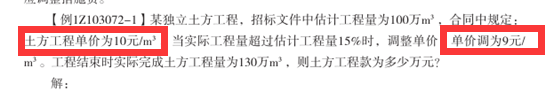 变措施费。
【例1Z103072-1】某独立土方工程，招标文件中估计工程量为100万m³，合同中规定：
土方工程单价为10元/m³ 当实际工程量超过估计工程量15%时，调整单价 单价调为9元/
m³。工程结束时实际完成土方工程量为130万m³，则土方工程款为多少万元？
解：